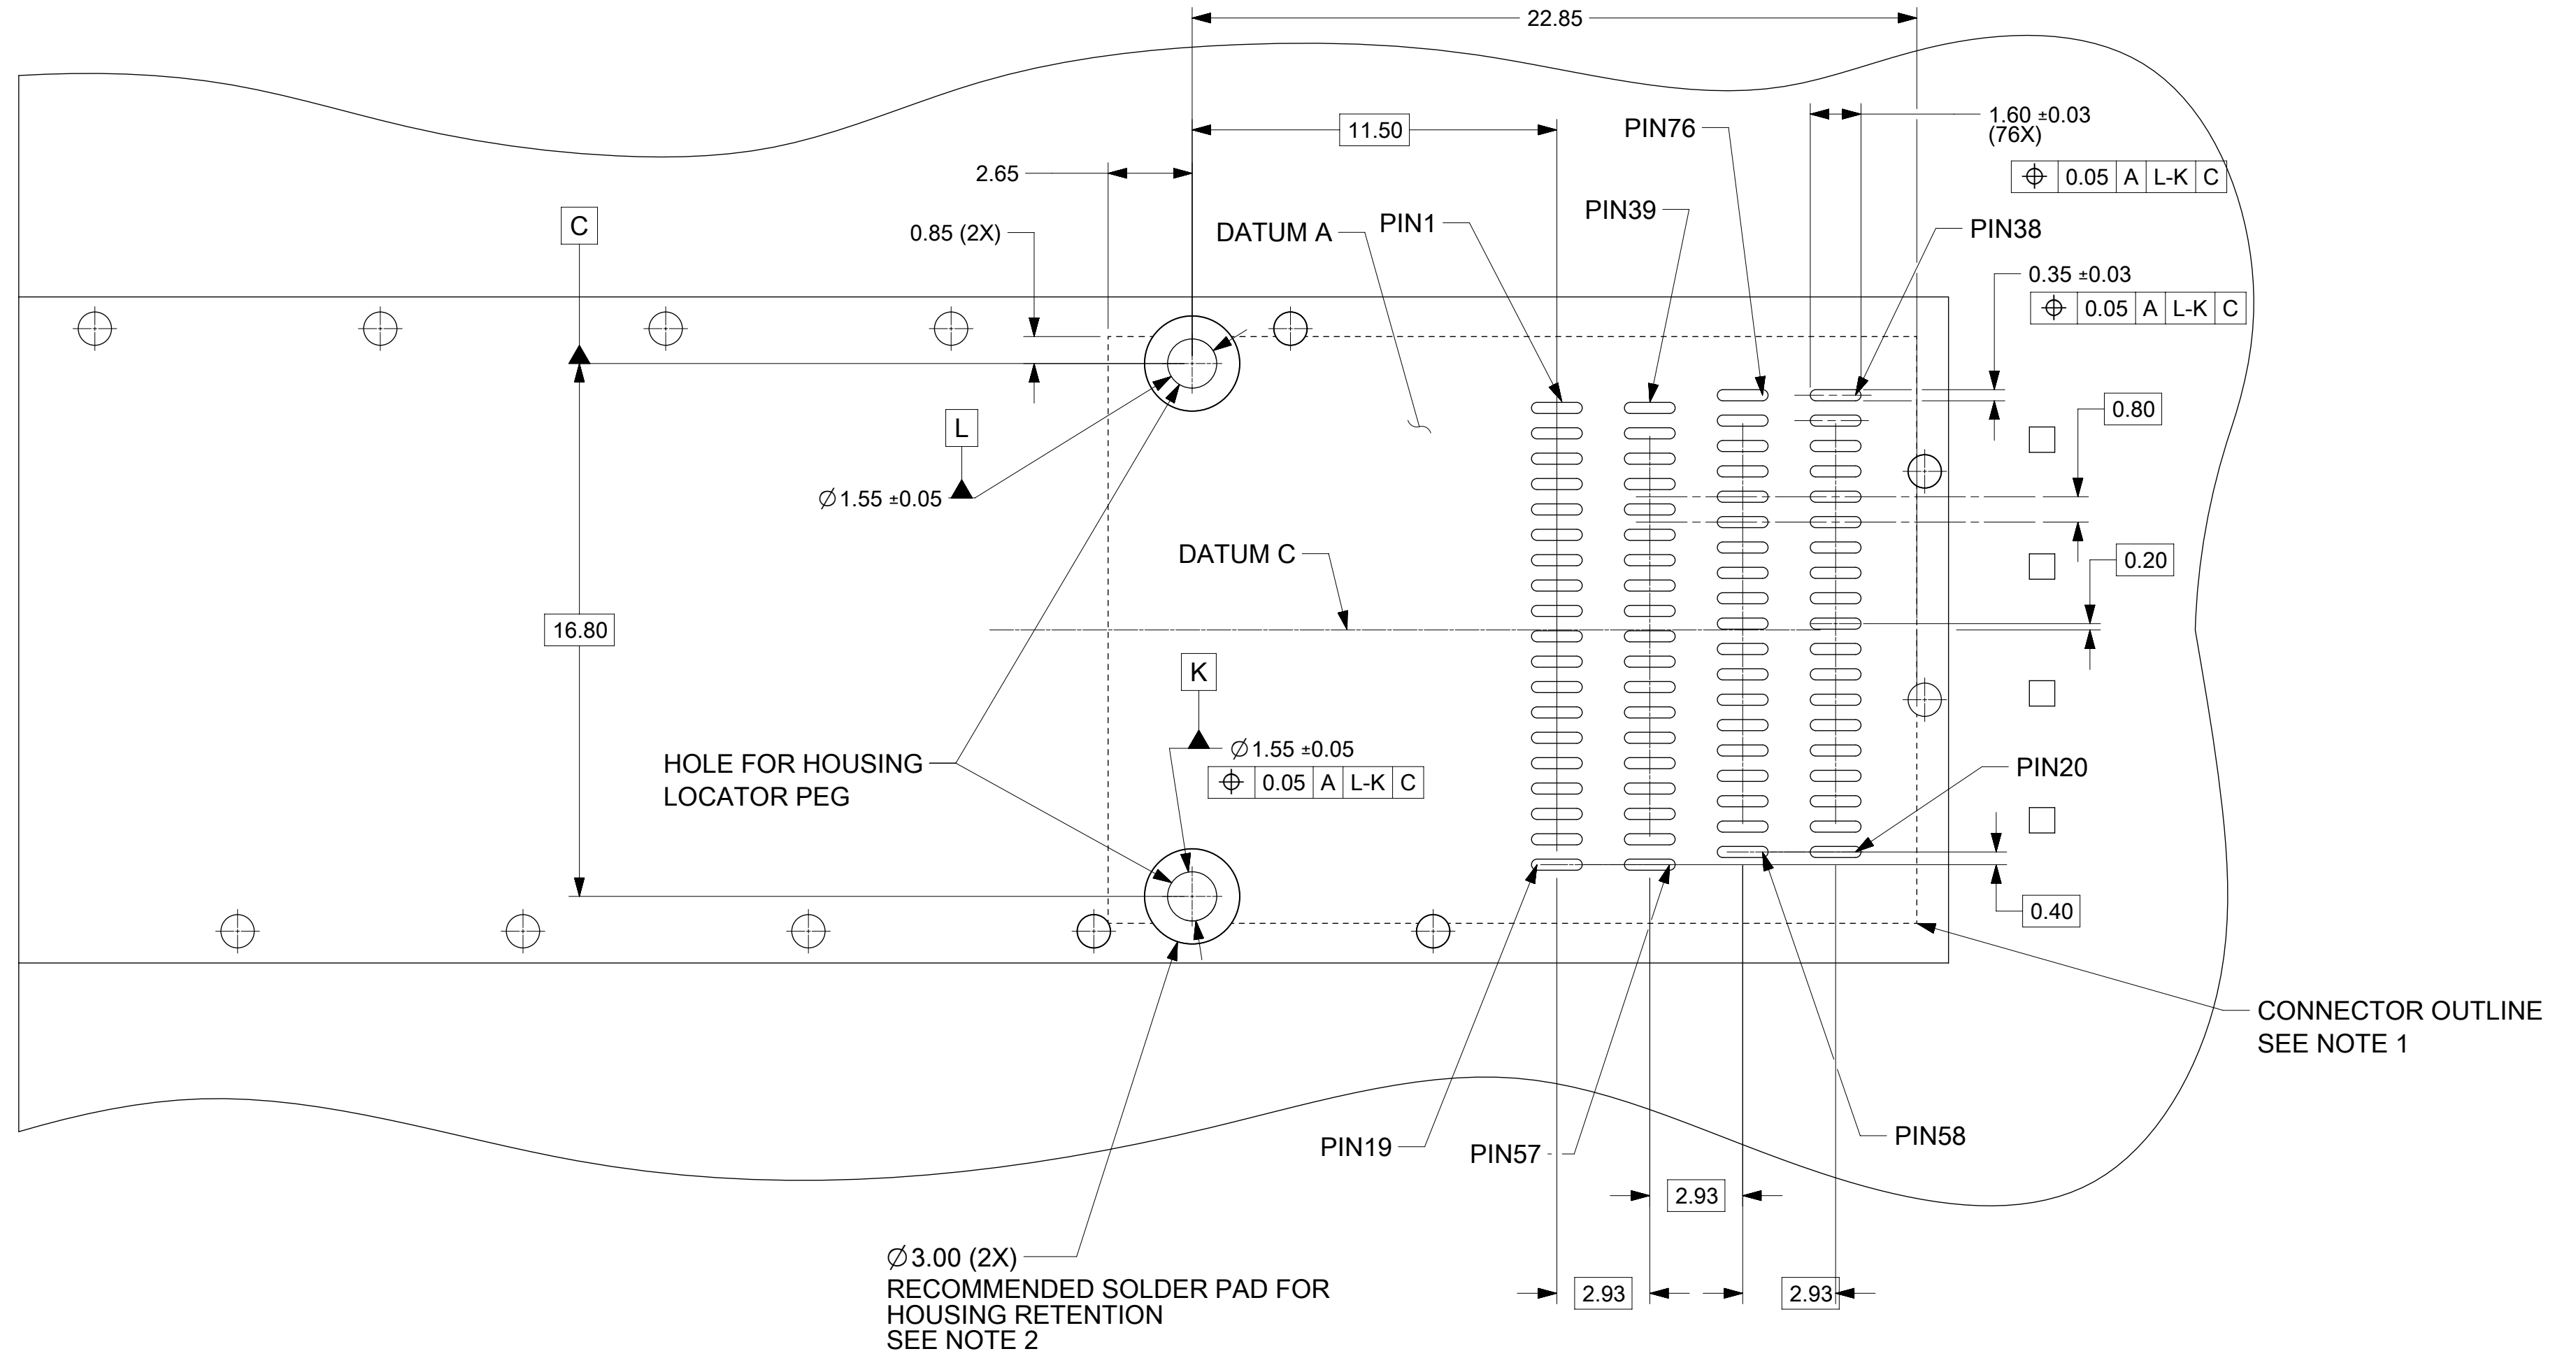 22.85
11.50
1.60 ±0.03
(76X)
PIN76
2.65
⌖ 0.05 A L-K C
C
PIN39
PIN1
0.85 (2X)
DATUM A
PIN38
0.35 ±0.03
⌖ 0.05 A L-K C
0.80
L
∅1.55 ±0.05
DATUM C
0.20
16.80
K
∅1.55 ±0.05
⌖ 0.05 A L-K C
HOLE FOR HOUSING
LOCATOR PEG
PIN20
0.40
CONNECTOR OUTLINE
SEE NOTE 1
PIN58
PIN19
PIN57
2.93
∅3.00 (2X)
RECOMMENDED SOLDER PAD FOR
HOUSING RETENTION
SEE NOTE 2
2.93
2.93